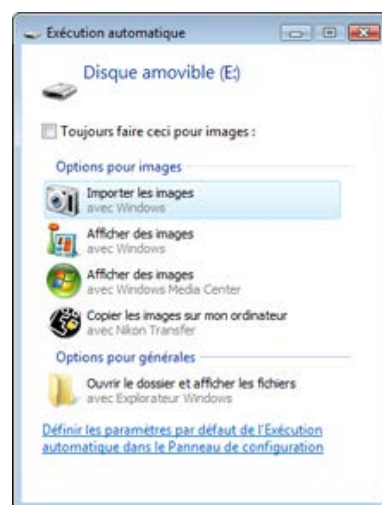 Exécution automatique
Disque amovible (E:)
Toujours faire ceci pour images :
Options pour images
Importer les images
avec Windows
Afficher des images
avec Windows
Afficher des images
avec Windows Media Center
Copier les images sur mon ordinateur
avec Nikon Transfer
Options pour générales
Ouvrir le dossier et afficher les fichiers
avec Explorateur Windows
Définir les paramètres par défaut de l'Exécution
automatique dans le Panneau de configuration